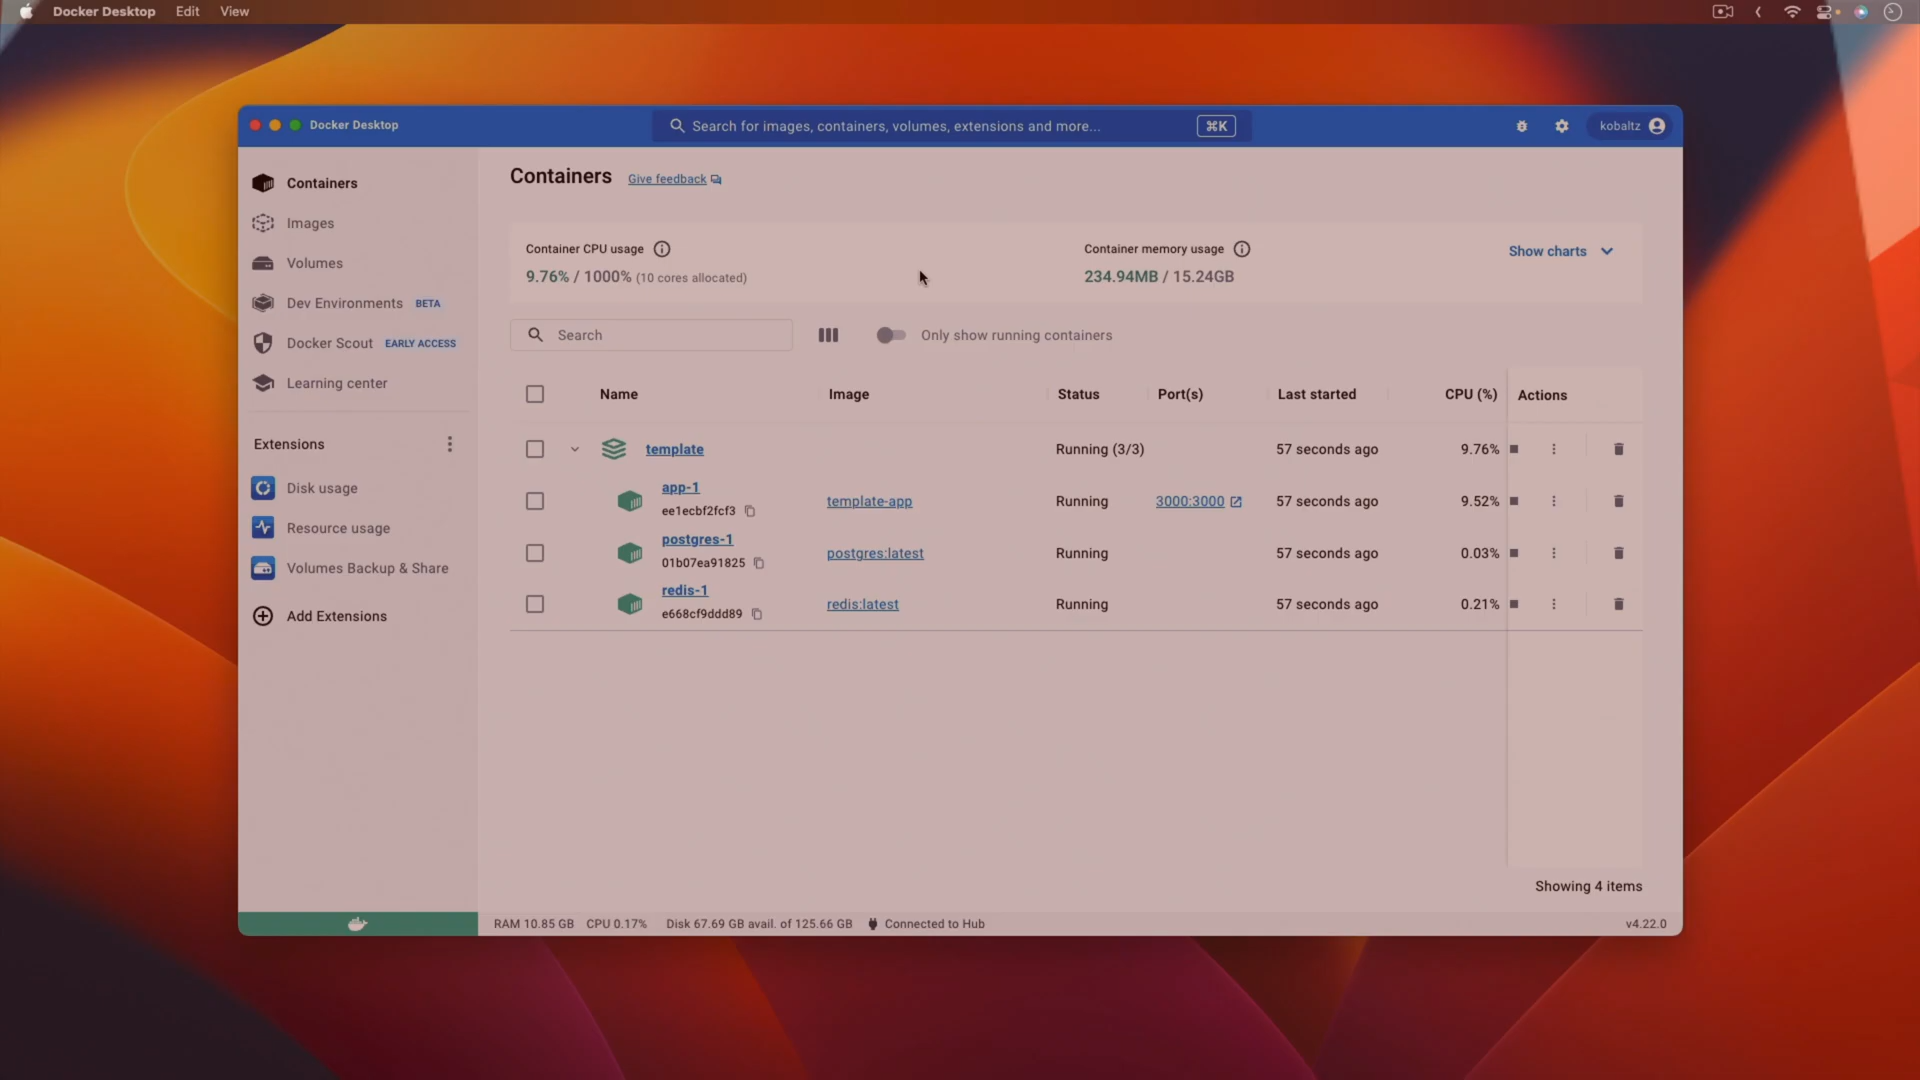 Docker Desktop Edit View
Docker Desktop
Search for images, containers, volumes, extensions and more...
⌘K
kobaltz
Containers
Images
Volumes
Dev Environments BETA
Docker Scout EARLY ACCESS
Learning center
Extensions
Disk usage
Resource usage
Volumes Backup & Share
Add Extensions
Containers
Give feedback
Container CPU usage
9.76% / 1000% (10 cores allocated)
Container memory usage
234.94MB / 15.24GB
Show charts
Search
Only show running containers
Name Image Status Port(s) Last started CPU (%) Actions
template Running (3/3) 57 seconds ago 9.76%
app-1
ee1ecbf2fcf3
template-app Running 3000:3000 57 seconds ago 9.52%
postgres-1
01b07ea91825
postgres:latest Running 57 seconds ago 0.03%
redis-1
e668cf9ddd89
redis:latest Running 57 seconds ago 0.21%
Showing 4 items
RAM 10.85 GB CPU 0.17% Disk 67.69 GB avail. of 125.66 GB Connected to Hub
v4.22.0